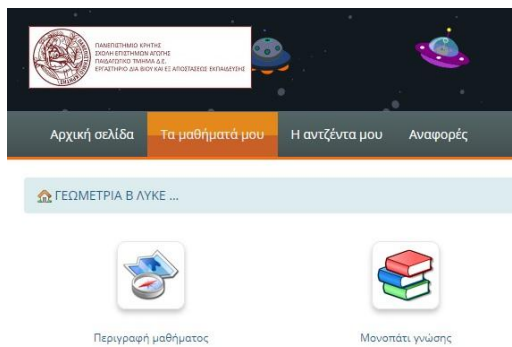 ΠΑΝΕΠΙΣΤΗΜΙΟ ΚΡΗΤΗΣ
ΣΧΟΛΗ ΕΠΙΣΤΗΜΩΝ ΑΓΩΓΗΣ
ΠΑΙΔΑΓΩΓΙΚΟ ΤΜΗΜΑ Δ.Ε.
ΕΡΓΑΣΤΗΡΙΟ ΔΙΑ ΒΙΟΥ ΚΑΙ ΕΞ ΑΠΟΣΤΑΣΕΩΣ ΕΚΠΑΙΔΕΥΣΗΣ
Αρχική σελίδα Τα μαθήματά μου Η αντζέντα μου Αναφορές
ΓΕΩΜΕΤΡΙΑ Β ΛΥΚΕ ...
Περιγραφή μαθήματος Μονοπάτι γνώσης